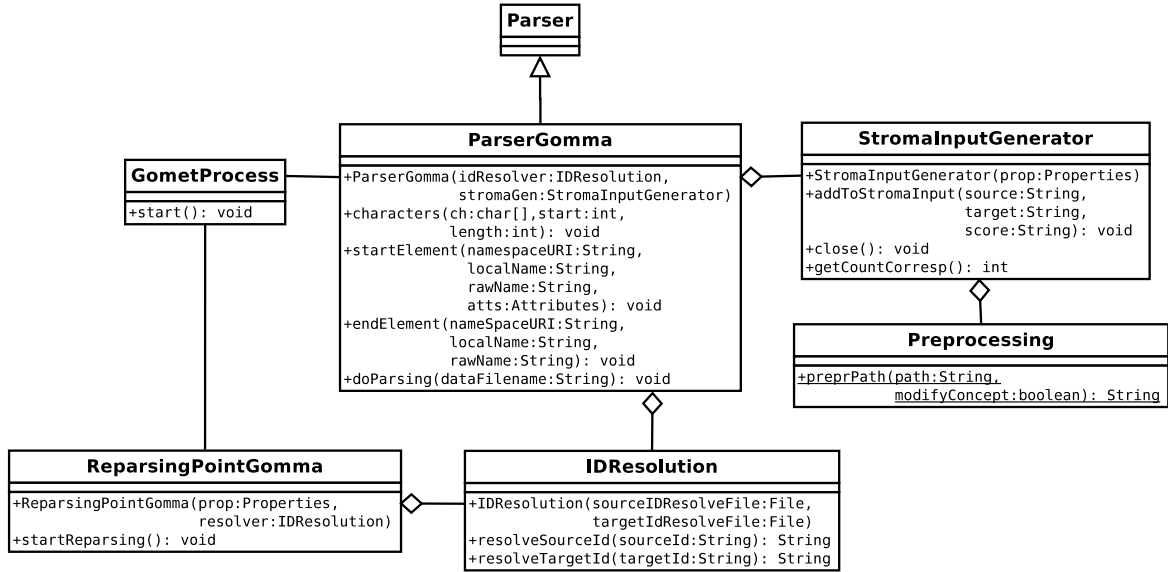 Parser
ParserGomma
+ParserGomma(idResolver:IDResolution,
stromaGen:StromaInputGenerator)
+characters(ch:char[],start:int,
length:int): void
+startElement(namespaceURI:String,
localName:String,
rawName:String,
atts:Attributes): void
+endElement(nameSpaceURI:String,
localName:String,
rawName:String): void
+doParsing(dataFilename:String): void
StromaInputGenerator
+StromaInputGenerator(prop:Properties)
+addToStromaInput(source:String,
target:String,
score:String): void
+close(): void
+getCountCorresp(): int
GometProcess
+start(): void
Preprocessing
+preprPath(path:String,
modifyConcept:boolean): String
ReparsingPointGomma
+ReparsingPointGomma(prop:Properties,
resolver:IDResolution)
+startReparsing(): void
IDResolution
+IDResolution(sourceIDResolveFile:File,
targetIdResolveFile:File)
+resolveSourceId(sourceId:String): String
+resolveTargetId(targetId:String): String